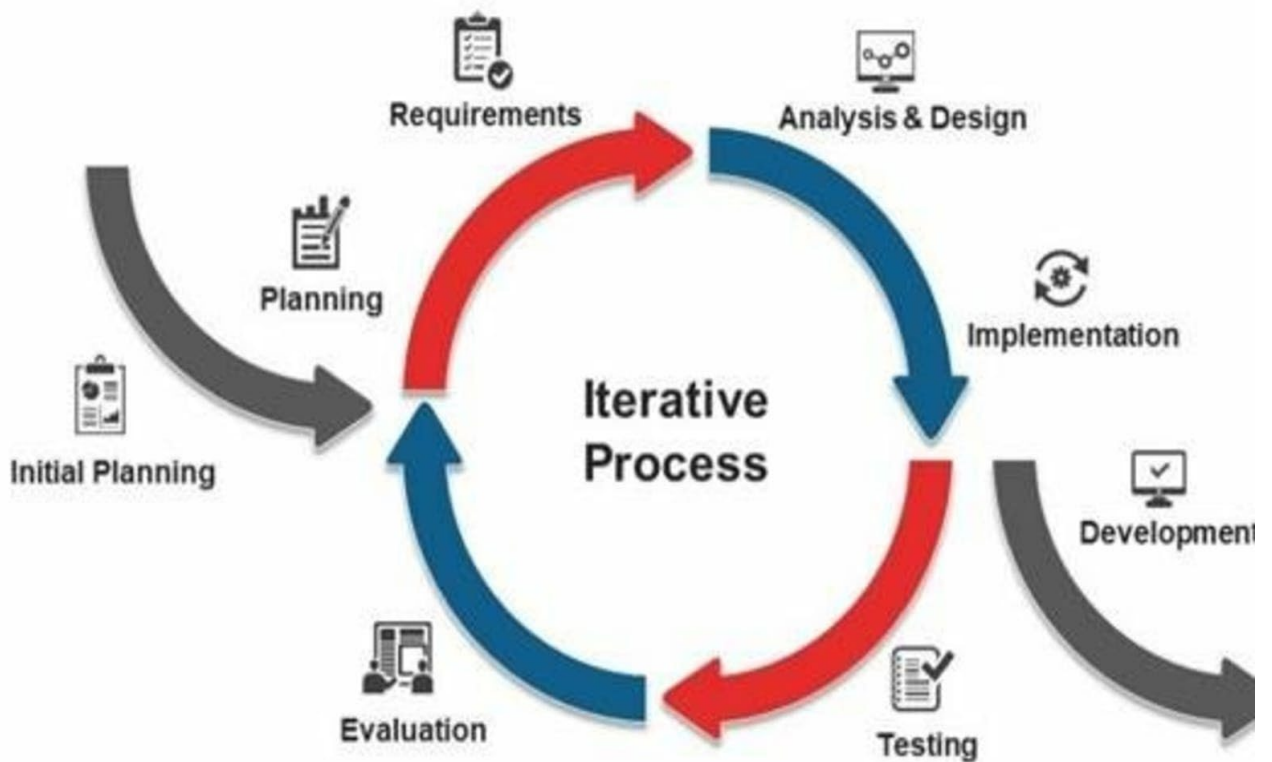 Requirements
Analysis & Design
Planning
Implementation
Iterative
Process
Initial Planning
Development
Evaluation
Testing